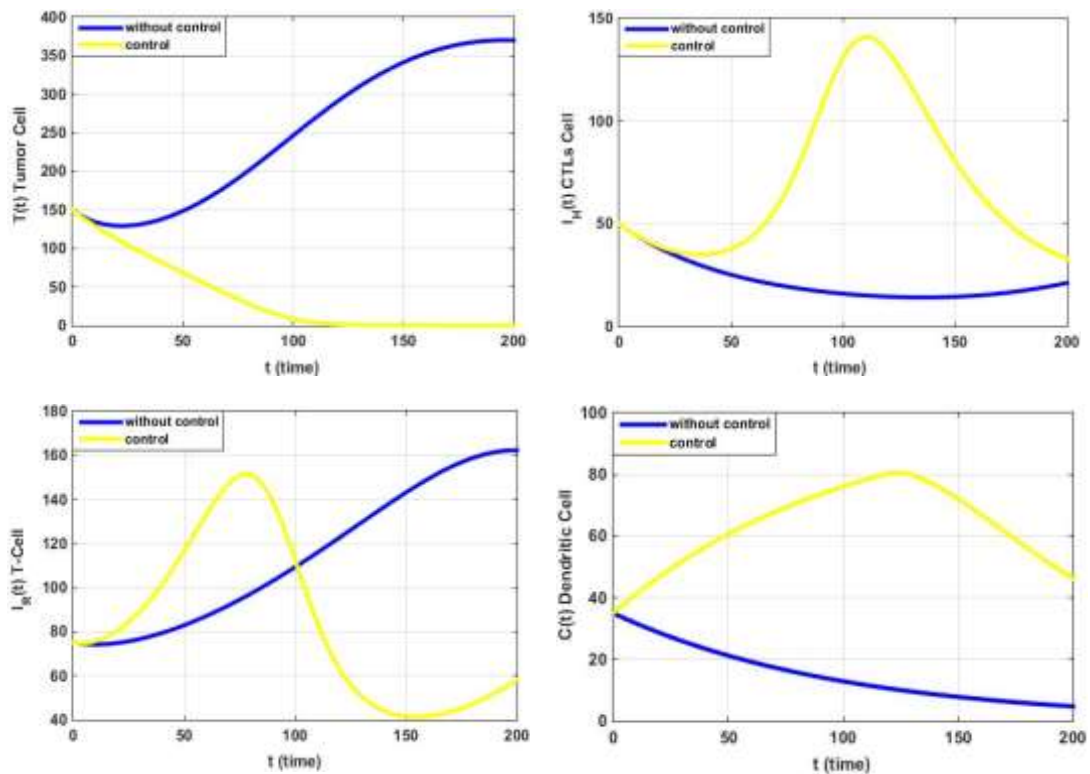 without control
control
400
350
300
250
200
150
100
50
0
T(t) Tumor Cell
0 50 100 150 200
t (time)
without control
control
150
100
50
0
I_H(t) CTLs Cell
0 50 100 150 200
t (time)
without control
control
180
160
140
120
100
80
60
40
I_R(t) T-Cell
0 50 100 150 200
t (time)
without control
control
100
80
60
40
20
0
C(t) Dendritic Cell
0 50 100 150 200
t (time)